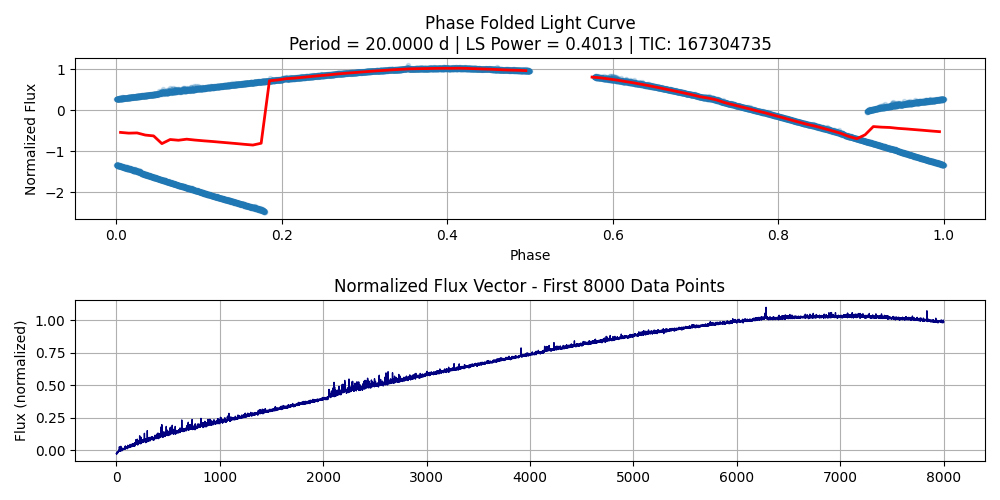 Phase Folded Light Curve
Period = 20.0000 d | LS Power = 0.4013 | TIC: 167304735
Normalized Flux
1
0
−1
−2
0.0 0.2 0.4 0.6 0.8 1.0
Phase
Normalized Flux Vector - First 8000 Data Points
Flux (normalized)
1.00
0.75
0.50
0.25
0.00
0 1000 2000 3000 4000 5000 6000 7000 8000